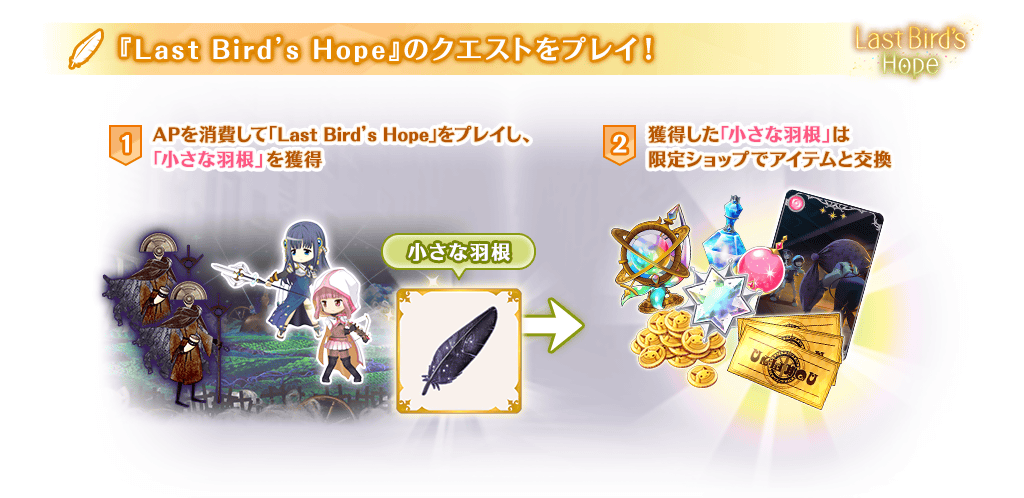 『Last Bird's Hope』のクエストをプレイ!
Last Bird's
Hope
1
APを消費して「Last Bird's Hope」をプレイし、
「小さな羽根」を獲得
小さな羽根
2
獲得した「小さな羽根」は
限定ショップでアイテムと交換